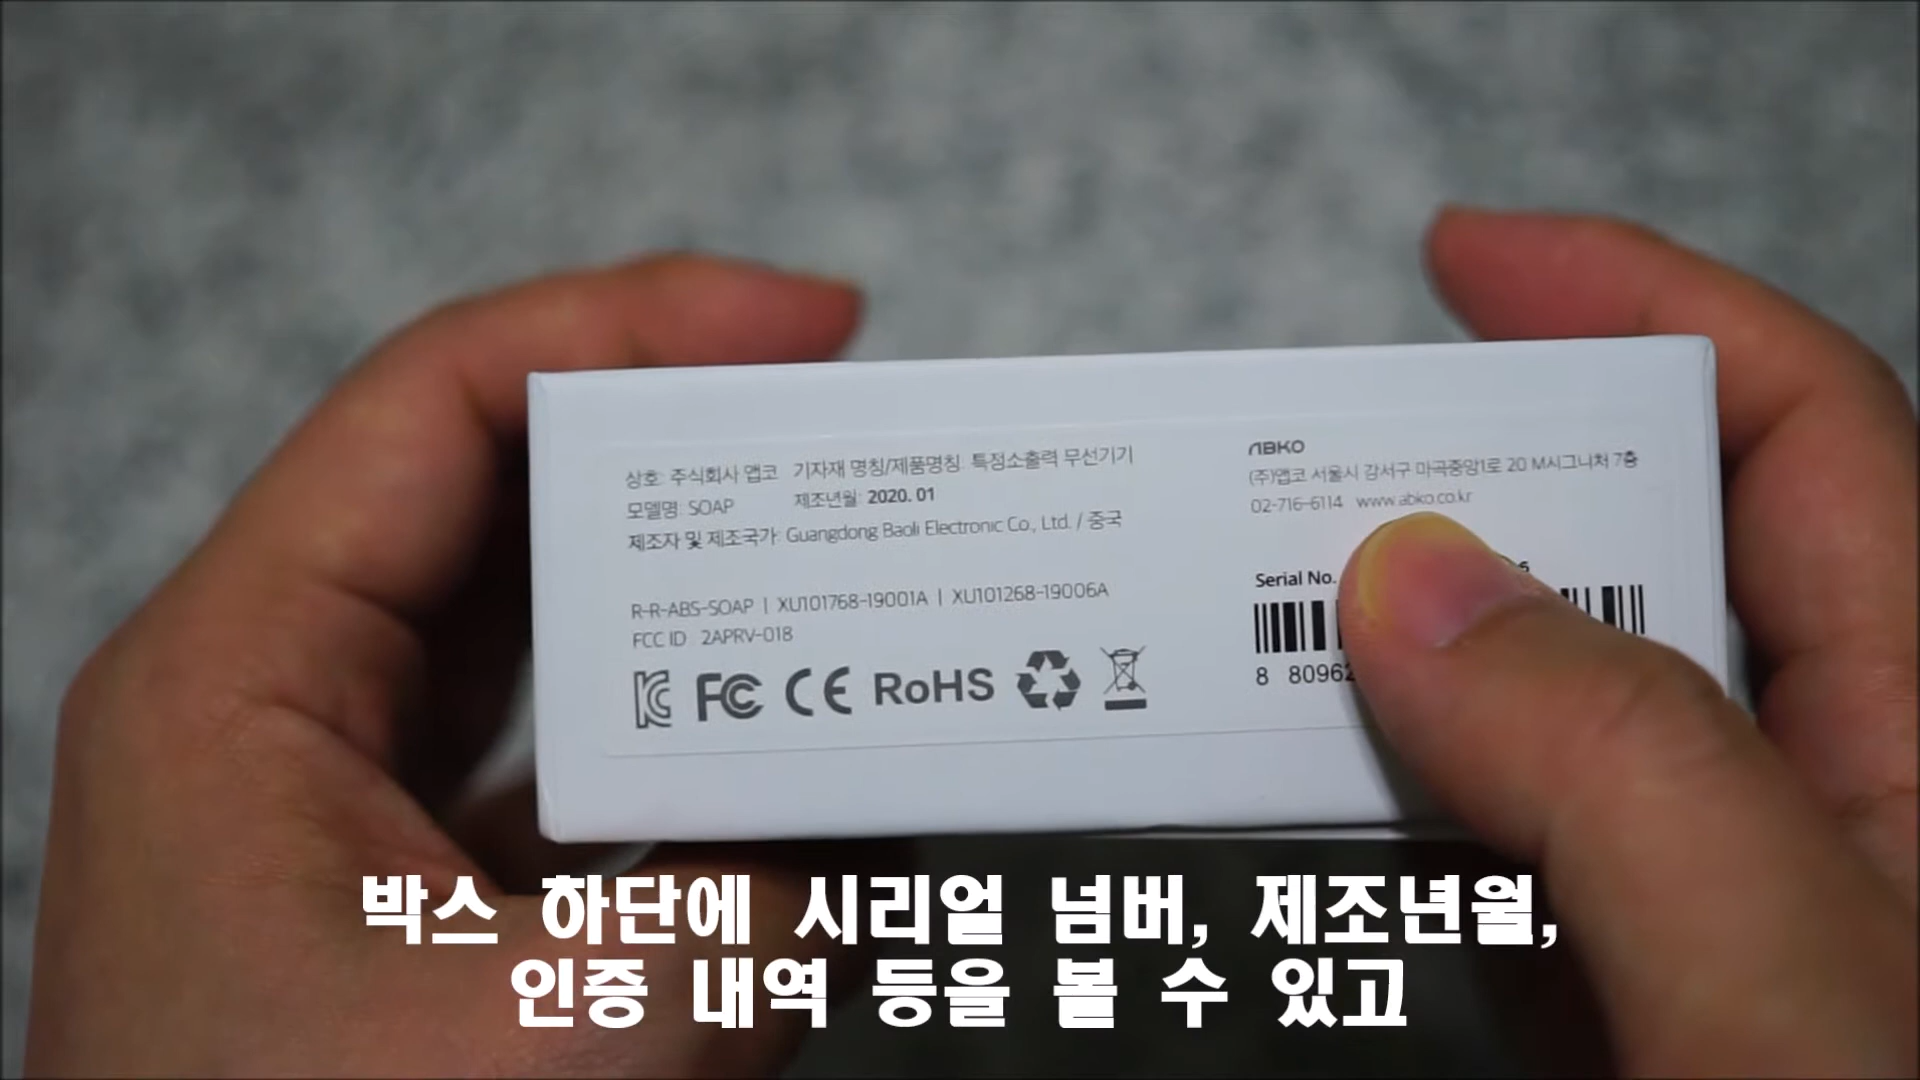 상호: 주식회사 앱코 기자재 명칭/제품명칭: 특정소출력 무선기기
모델명: SOAP 제조년월: 2020. 01
제조자 및 제조국가: Guangdong Baoli Electronic Co., Ltd. / 중국
R-R-ABS-SOAP | XU101768-19001A | XU101268-19006A
FCC ID 2APRV-018
FC CE RoHS
ABKO
(주)앱코 서울시 강서구 마곡중앙1로 20 M시그니처 7층
02-716-6114 www.abko.co.kr
Serial No.
8 80962
박스 하단에 시리얼 넘버, 제조년월,
인증 내역 등을 볼 수 있고